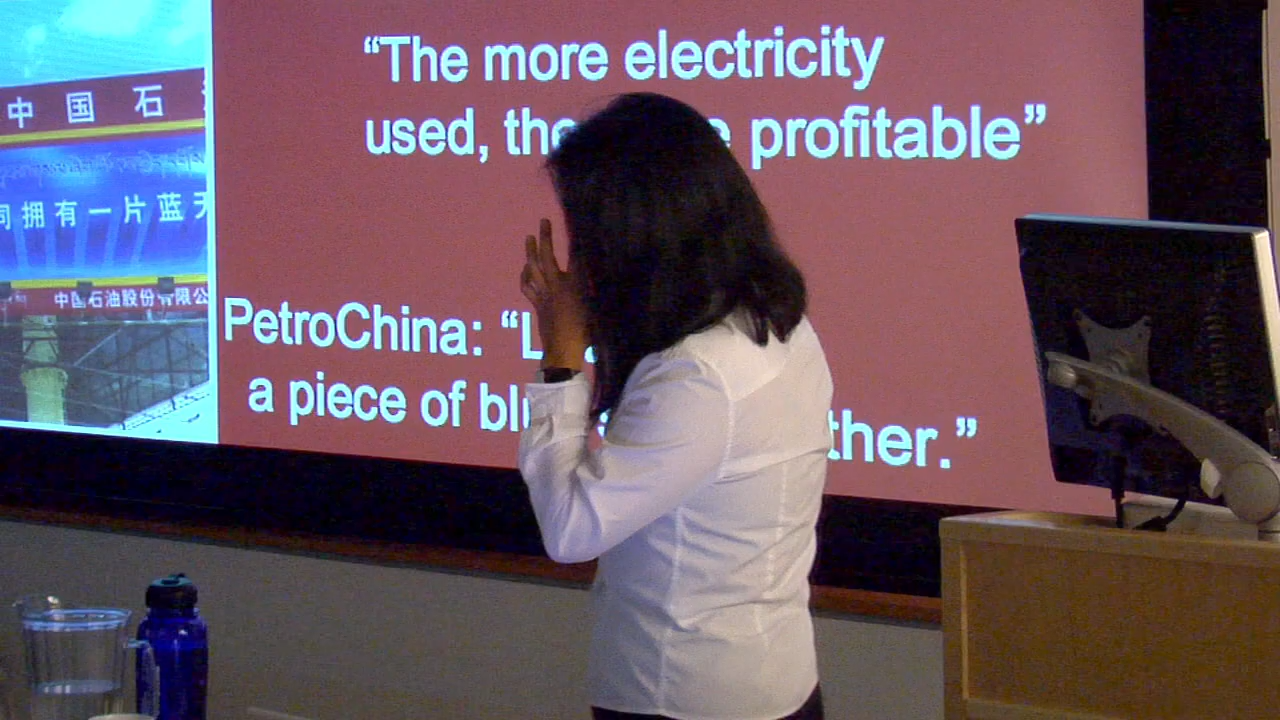 “The more electricity
used, the profitable”
中国石
同拥有一片蓝天
中国石油股份有限公
PetroChina: “L
a piece of blu ther.”